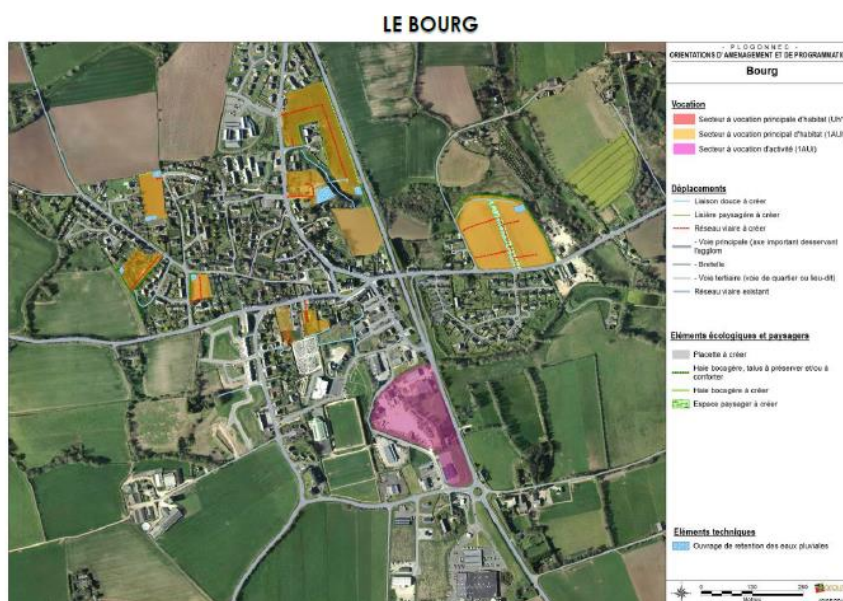 LE BOURG
- PLOGONNEC -
ORIENTATIONS D'AMENAGEMENT ET DE PROGRAMMATION
Bourg
Vocation
Secteur à vocation principale d'habitat
Secteur à vocation principal d'habitat (1AU
Secteur à vocation d'activité (1AUi)
Déplacements
Liaison douce à créer
Lisière paysagère à créer
Réseau viaire à créer
- Voie principale (axe important desservant
l'agglom
- Bretelle
- Voie tertiaire (voie de quartier ou lieu-dit)
Réseau viaire existant
Eléments écologiques et paysagers
Placette à créer
Haie bocagère, talus à préserver et/ou à
conforter
Haie bocagère à créer
Espace paysager à créer
Eléments techniques
Ouvrage de retention des eaux pluviales
0